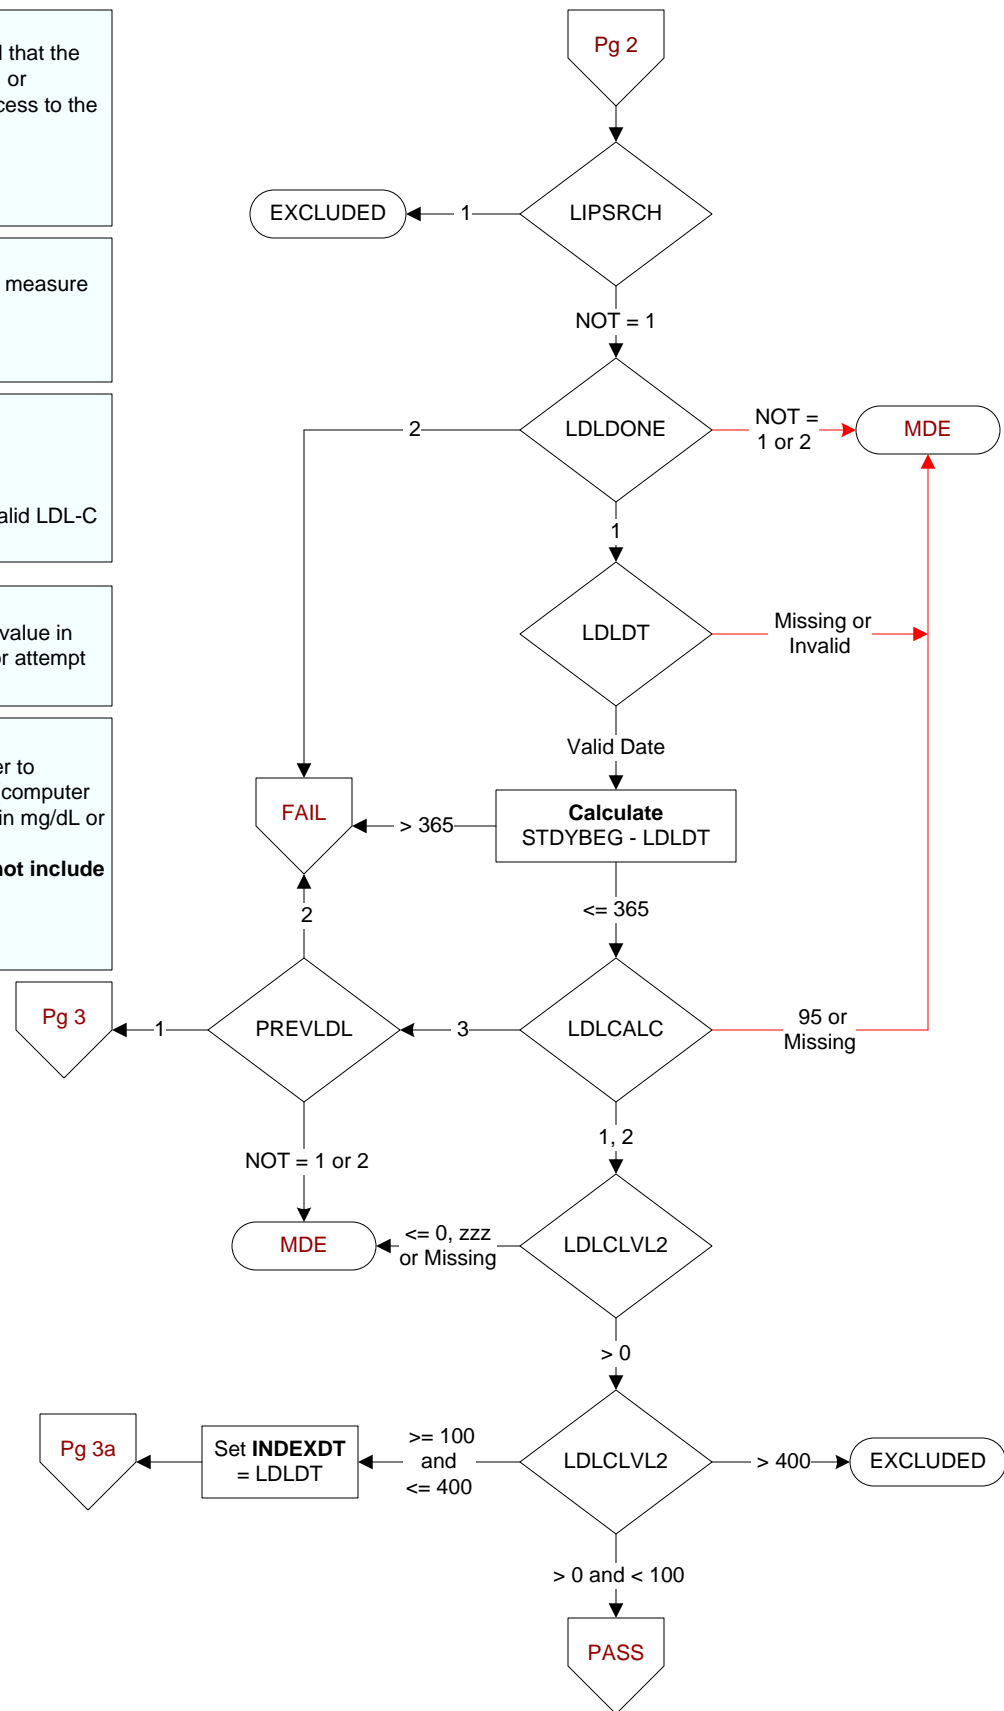 l that the
or
cess to the
measure
alid LDL-C
value in
or attempt
er to
computer
in mg/dL or
not include
Pg 2
LIPSRCH
1
EXCLUDED
NOT = 1
LDLDONE
2
NOT =
1 or 2
MDE
1
LDLDT
Missing or
Invalid
Valid Date
Calculate
STDYBEG - LDLDT
> 365
FAIL
<= 365
2
LDLCALC
3
PREVLDL
1
Pg 3
95 or
Missing
1, 2
NOT = 1 or 2
MDE
<= 0, zzz
or Missing
LDLCLVL2
> 0
LDLCLVL2
>= 100
and
<= 400
Set INDEXDT
= LDLDT
Pg 3a
> 400
EXCLUDED
> 0 and < 100
PASS